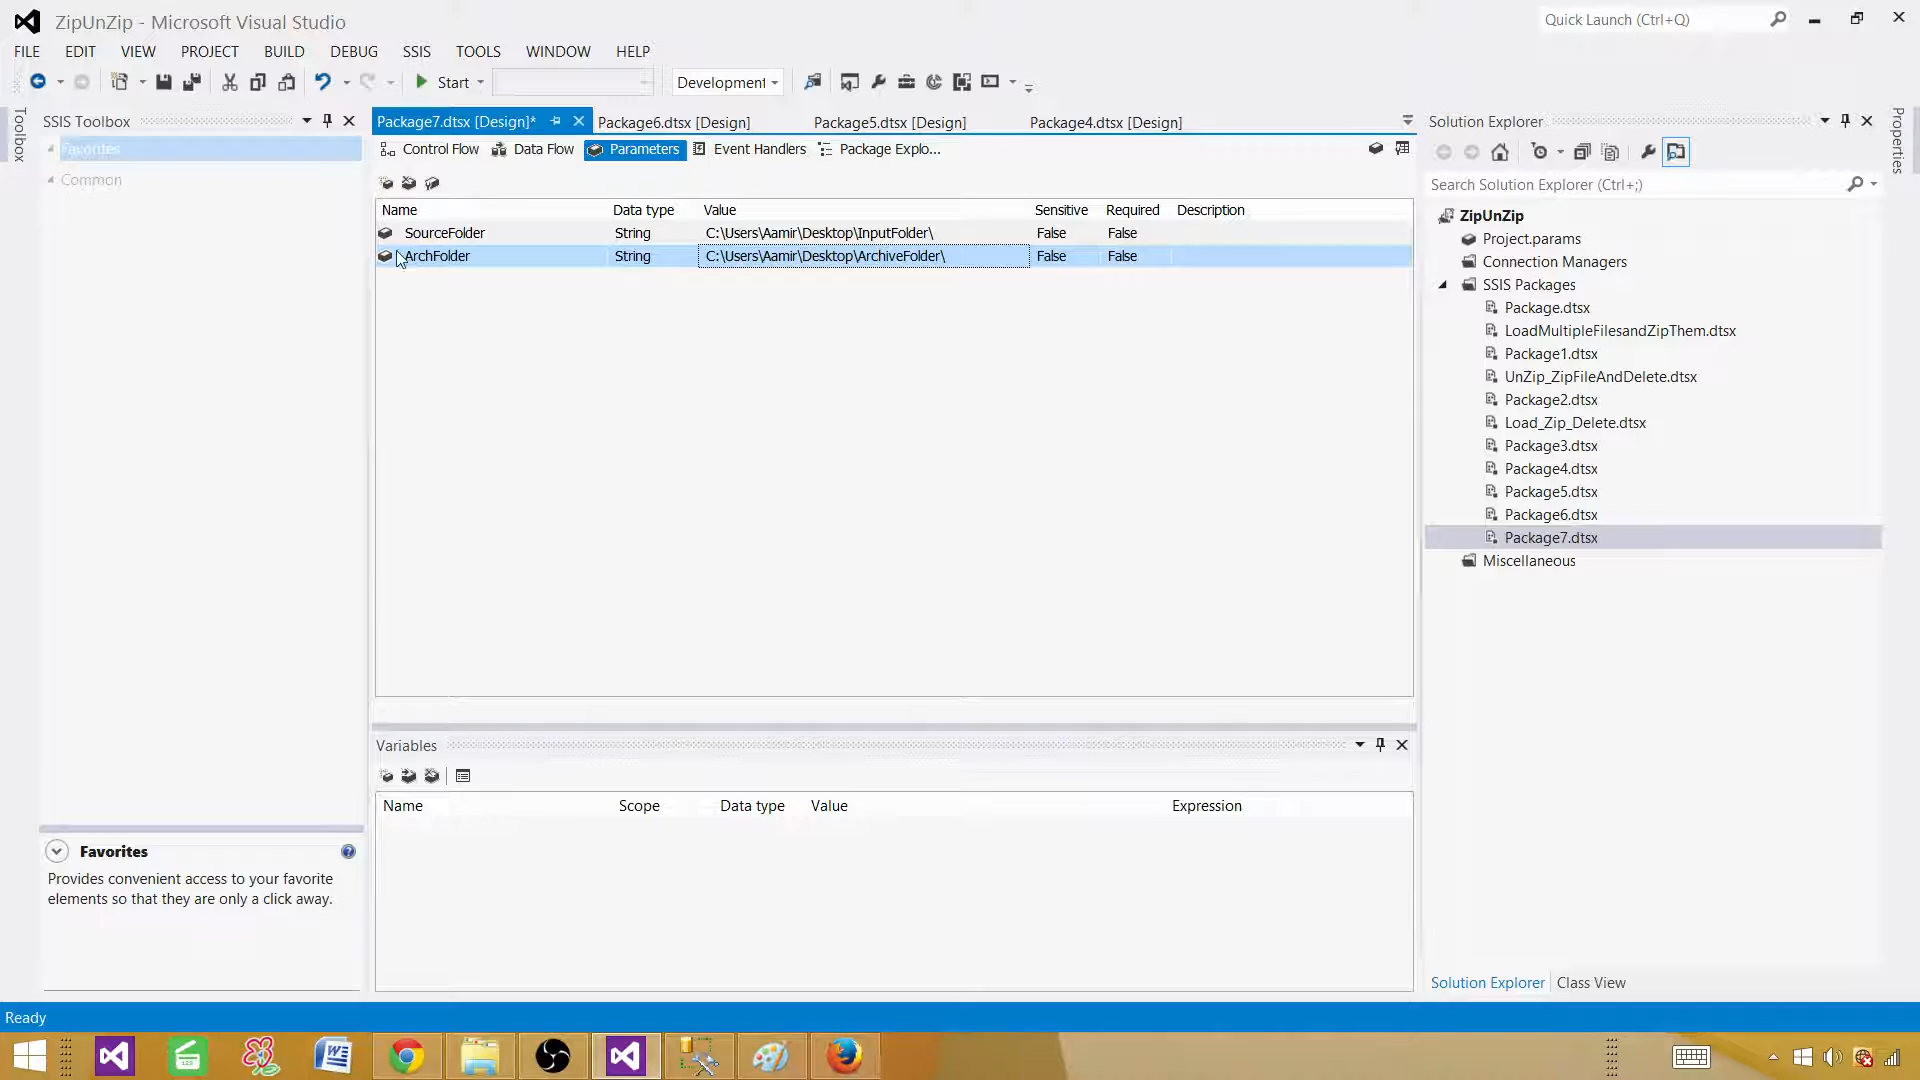 ZipUnZip - Microsoft Visual Studio
Quick Launch (Ctrl+Q)
FILE EDIT VIEW PROJECT BUILD DEBUG SSIS TOOLS WINDOW HELP
Start Development
Toolbox
SSIS Toolbox
Favorites
Common
Package7.dtsx [Design]* Package6.dtsx [Design] Package5.dtsx [Design] Package4.dtsx [Design]
Control Flow Data Flow Parameters Event Handlers Package Explo...
Name Data type Value Sensitive Required Description
SourceFolder String C:\Users\Aamir\Desktop\InputFolder\ False False
ArchFolder String C:\Users\Aamir\Desktop\ArchiveFolder\ False False
Variables
Name Scope Data type Value Expression
Favorites
Provides convenient access to your favorite
elements so that they are only a click away.
Solution Explorer
Search Solution Explorer (Ctrl+;)
ZipUnZip
Project.params
Connection Managers
SSIS Packages
Package.dtsx
LoadMultipleFilesandZipThem.dtsx
Package1.dtsx
UnZip_ZipFileAndDelete.dtsx
Package2.dtsx
Load_Zip_Delete.dtsx
Package3.dtsx
Package4.dtsx
Package5.dtsx
Package6.dtsx
Package7.dtsx
Miscellaneous
Solution Explorer Class View
Properties
Ready